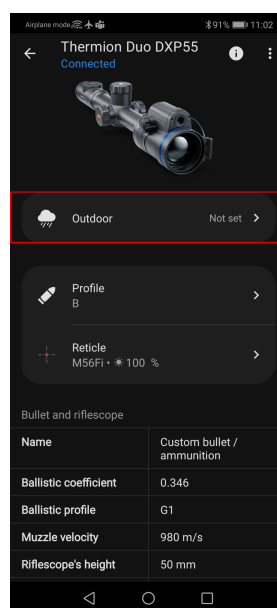 Airplane mode 91% 11:02
Thermion Duo DXP55
Connected
Outdoor Not set
Profile
B
Reticle
M56Fi • ☀ 100 %
Bullet and riflescope
Name Custom bullet /
ammunition
Ballistic coefficient 0.346
Ballistic profile G1
Muzzle velocity 980 m/s
Riflescope's height 50 mm